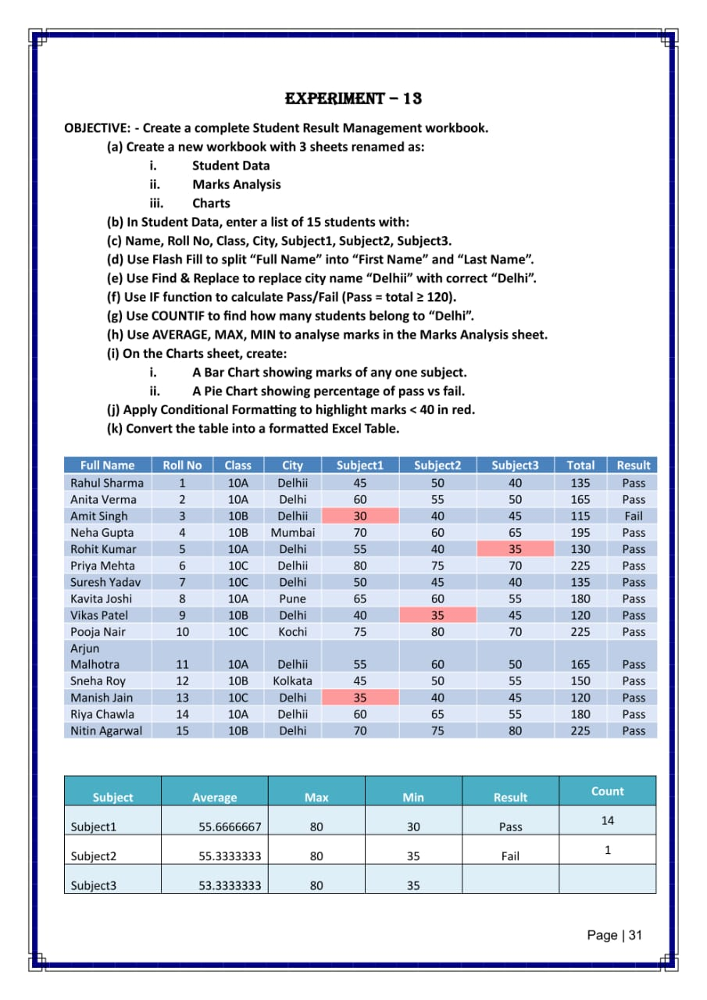 EXPERIMENT – 13
OBJECTIVE: - Create a complete Student Result Management workbook.
(a) Create a new workbook with 3 sheets renamed as:
i. Student Data
ii. Marks Analysis
iii. Charts
(b) In Student Data, enter a list of 15 students with:
(c) Name, Roll No, Class, City, Subject1, Subject2, Subject3.
(d) Use Flash Fill to split “Full Name” into “First Name” and “Last Name”.
(e) Use Find & Replace to replace city name “Delhii” with correct “Delhi”.
(f) Use IF function to calculate Pass/Fail (Pass = total ≥ 120).
(g) Use COUNTIF to find how many students belong to “Delhi”.
(h) Use AVERAGE, MAX, MIN to analyse marks in the Marks Analysis sheet.
(i) On the Charts sheet, create:
i. A Bar Chart showing marks of any one subject.
ii. A Pie Chart showing percentage of pass vs fail.
(j) Apply Conditional Formatting to highlight marks < 40 in red.
(k) Convert the table into a formatted Excel Table.
Full Name Roll No Class City Subject1 Subject2 Subject3 Total Result
Rahul Sharma 1 10A Delhii 45 50 40 135 Pass
Anita Verma 2 10A Delhi 60 55 50 165 Pass
Amit Singh 3 10B Delhii 30 40 45 115 Fail
Neha Gupta 4 10B Mumbai 70 60 65 195 Pass
Rohit Kumar 5 10A Delhi 55 40 35 130 Pass
Priya Mehta 6 10C Delhii 80 75 70 225 Pass
Suresh Yadav 7 10C Delhi 50 45 40 135 Pass
Kavita Joshi 8 10A Pune 65 60 55 180 Pass
Vikas Patel 9 10B Delhi 40 35 45 120 Pass
Pooja Nair 10 10C Kochi 75 80 70 225 Pass
Arjun
Malhotra 11 10A Delhii 55 60 50 165 Pass
Sneha Roy 12 10B Kolkata 45 50 55 150 Pass
Manish Jain 13 10C Delhi 35 40 45 120 Pass
Riya Chawla 14 10A Delhii 60 65 55 180 Pass
Nitin Agarwal 15 10B Delhi 70 75 80 225 Pass
Subject Average Max Min Result Count
Subject1 55.6666667 80 30 Pass 14
Subject2 55.3333333 80 35 Fail 1
Subject3 53.3333333 80 35
Page | 31